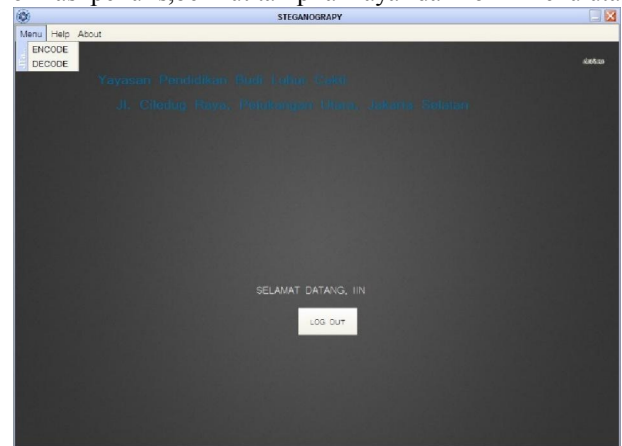 STEGANOGRAPY
Menu Help About
ENCODE
DECODE
Yayasan Pendidikan Budi Luhur Cakti
Jl. Ciledug Raya, Petukangan Utara, Jakarta Selatan
SELAMAT DATANG, IIN
LOG OUT